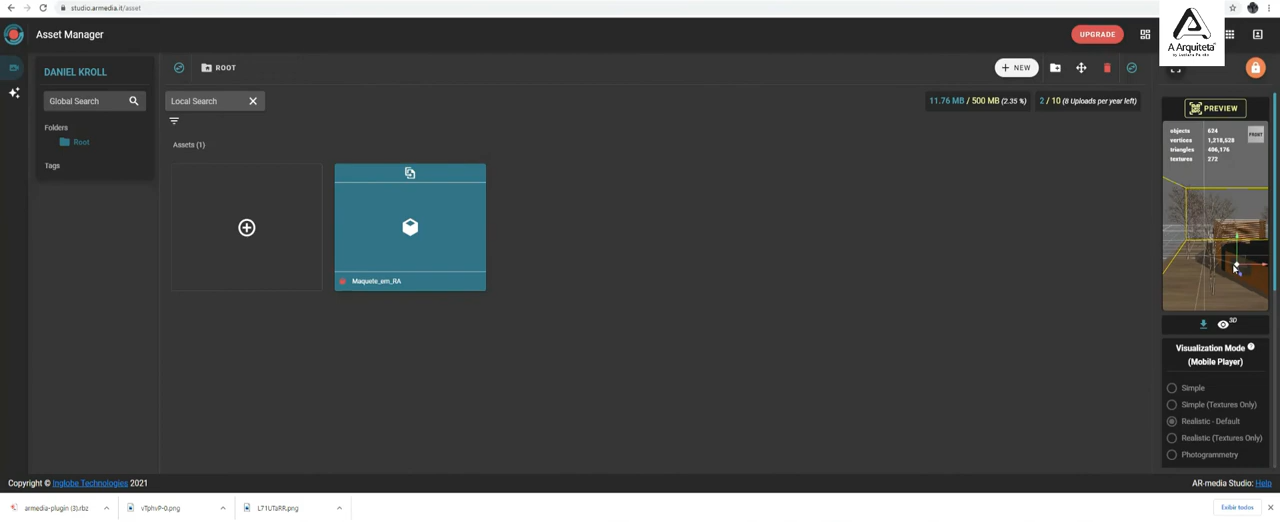 studio.armedia.it/asset
Asset Manager
UPGRADE
A Arquiteta
DANIEL KROLL
ROOT
NEW
Global Search
Local Search
11.76 MB / 500 MB (2.35 %)
2 / 10 (8 Uploads per year left)
PREVIEW
Folders
Root
Tags
Assets (1)
objects 624
vertices 1,218,528
triangles 406,176
textures 272
FRONT
Maquete_em_RA
3D
Visualization Mode
(Mobile Player)
Simple
Simple (Textures Only)
Realistic - Default
Realistic (Textures Only)
Photogrammetry
Copyright © Inglobe Technologies 2021
AR-media Studio: Help
armedia-plugin (3).rbz
vTphvP-0.png
L71UTaRR.png
Exibir todos